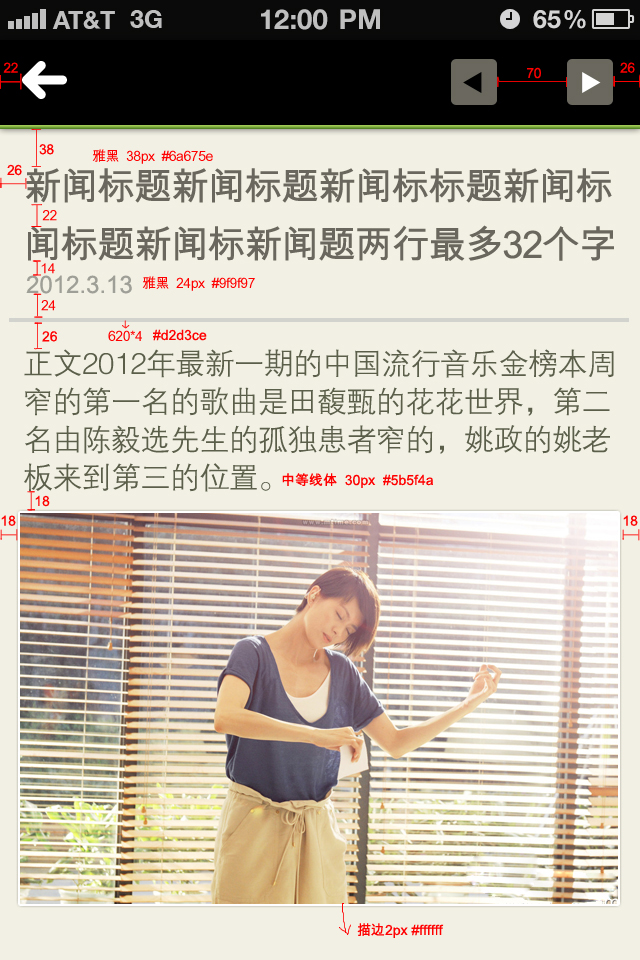 AT&T 3G 12:00 PM 65%
22 70 26
38 雅黑 38px #6a675e
26 新闻标题新闻标题新闻标标题新闻标
22
闻标题新闻标新闻题两行最多32个字
14
2012.3.13 雅黑 24px #9f9f97
24
26 620*4 #d2d3ce
正文2012年最新一期的中国流行音乐金榜本周
窄的第一名的歌曲是田馥甄的花花世界，第二
名由陈毅选先生的孤独患者窄的，姚政的姚老
板来到第三的位置。 中等线体 30px #5b5f4a
18
18 18
描边2px #ffffff